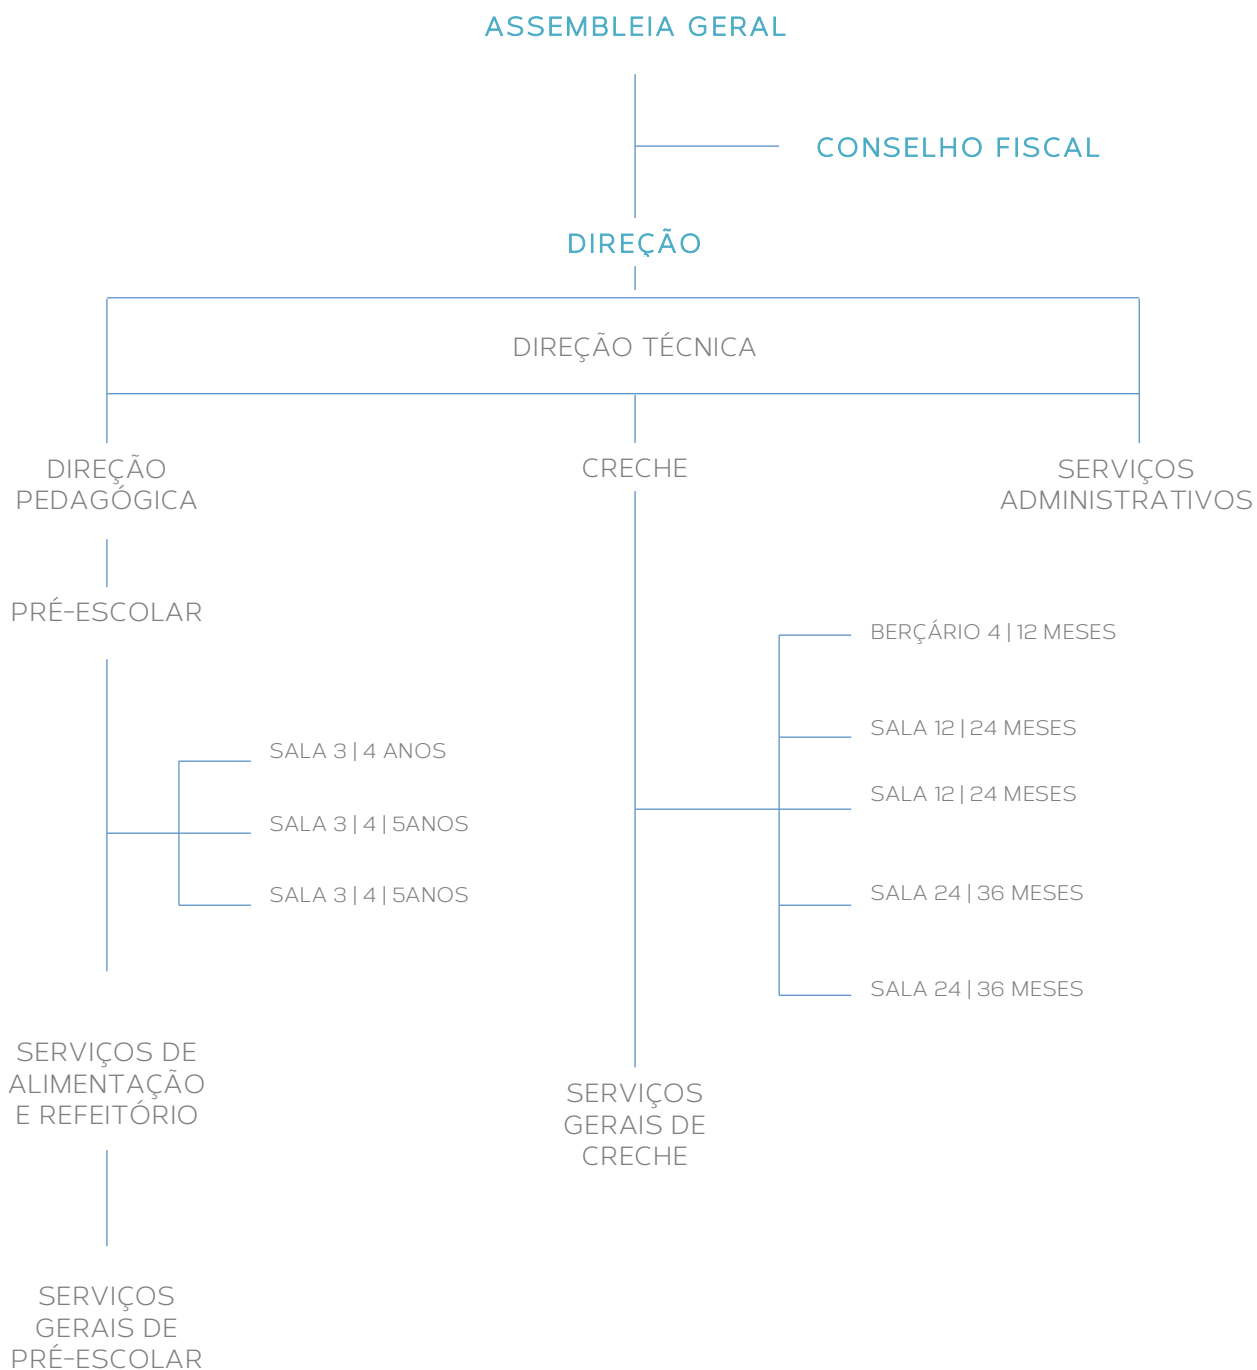 ASSEMBLEIA GERAL
CONSELHO FISCAL
DIREÇÃO
DIREÇÃO TÉCNICA
DIREÇÃO
PEDAGÓGICA
CRECHE
SERVIÇOS
ADMINISTRATIVOS
PRÉ-ESCOLAR
SALA 3 | 4 ANOS
SALA 3 | 4 | 5ANOS
SALA 3 | 4 | 5ANOS
BERÇÁRIO 4 | 12 MESES
SALA 12 | 24 MESES
SALA 12 | 24 MESES
SALA 24 | 36 MESES
SALA 24 | 36 MESES
SERVIÇOS DE
ALIMENTAÇÃO
E REFEITÓRIO
SERVIÇOS
GERAIS DE
CRECHE
SERVIÇOS
GERAIS DE
PRÉ-ESCOLAR